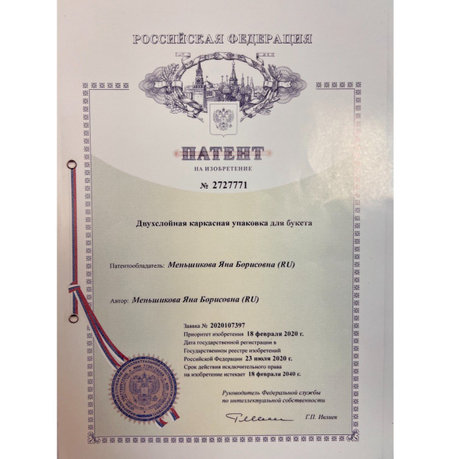 РОССИЙСКАЯ ФЕДЕРАЦИЯ
ПАТЕНТ
НА ИЗОБРЕТЕНИЕ
№ 2727771
Двухслойная каркасная упаковка для букета
Патентообладатель: Меньшикова Яна Борисовна (RU)
Автор: Меньшикова Яна Борисовна (RU)
Заявка № 2020107397
Приоритет изобретения 18 февраля 2020 г.
Дата государственной регистрации в
Государственном реестре изобретений
Российской Федерации 23 июля 2020 г.
Срок действия исключительного права
на изобретение истекает 18 февраля 2040 г.
Руководитель Федеральной службы
по интеллектуальной собственности
Г.П. Ивлиев